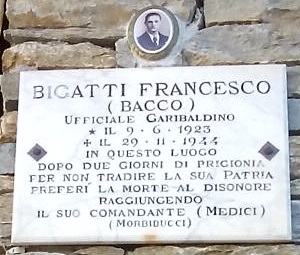 BIGATTI FRANCESCO
(BACCO)
UFFICIALE GARIBALDINO
★ IL 9-6-1923
✝ IL 29-11-1944
IN QUESTO LUOGO
DOPO DUE GIORNI DI PRIGIONIA
PER NON TRADIRE LA SUA PATRIA
PREFERÌ LA MORTE AL DISONORE
RAGGIUNGENDO
IL SUO COMANDANTE (MEDICI)
(MORBIDUCCI)